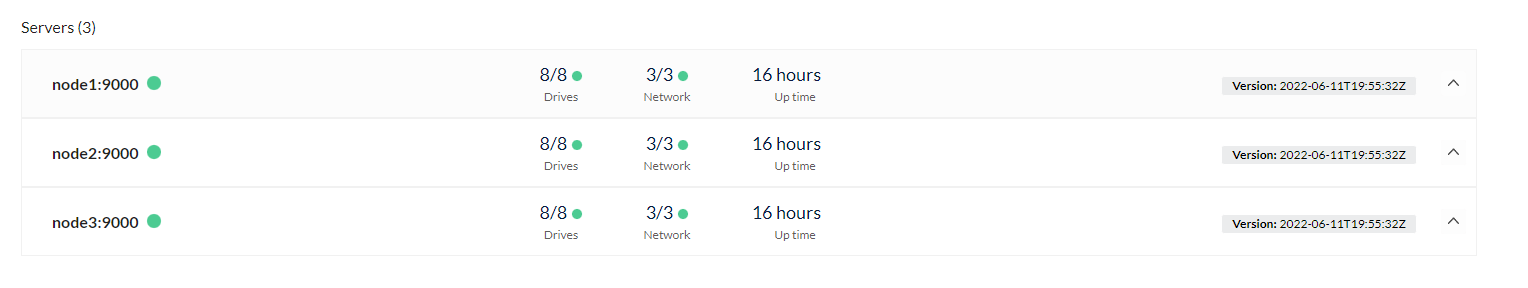 Servers (3)
node1:9000
8/8 3/3 16 hours
Drives Network Up time
Version: 2022-06-11T19:55:32Z
node2:9000
8/8 3/3 16 hours
Drives Network Up time
Version: 2022-06-11T19:55:32Z
node3:9000
8/8 3/3 16 hours
Drives Network Up time
Version: 2022-06-11T19:55:32Z